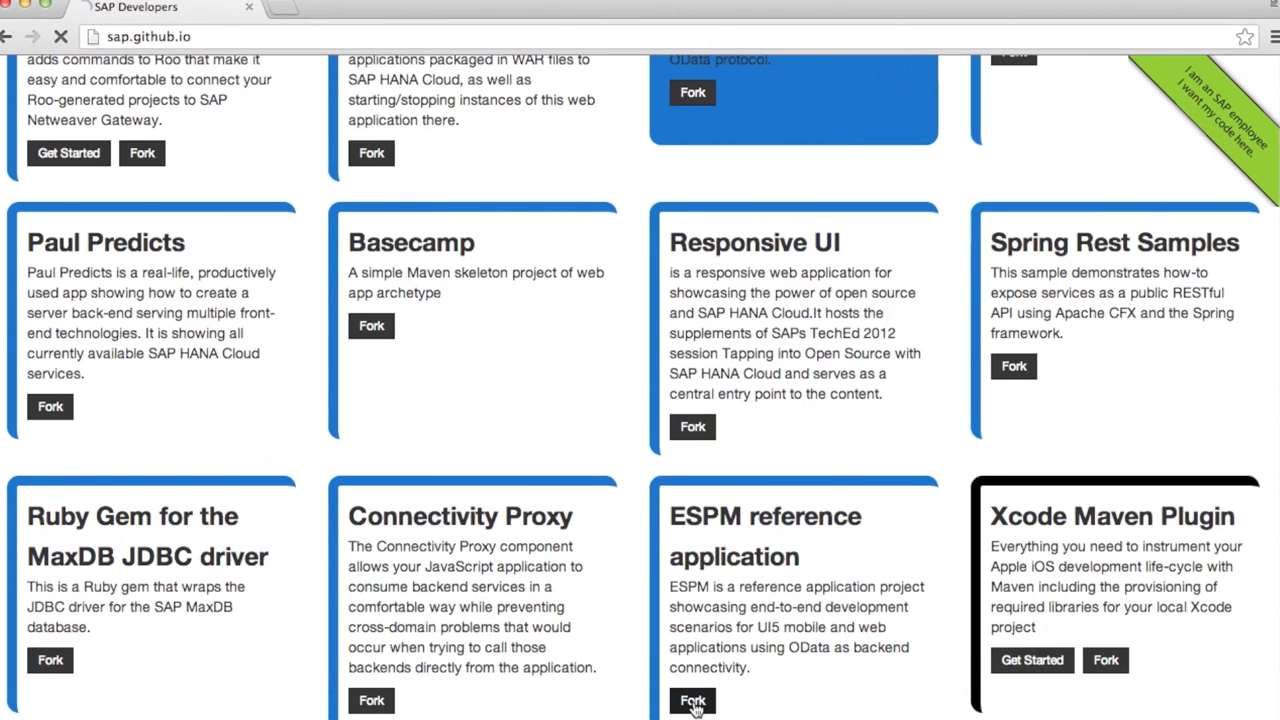 SAP Developers
sap.github.io
adds commands to Roo that make it
easy and comfortable to connect your
Roo-generated projects to SAP
Netweaver Gateway.
Get Started
Fork
applications packaged in WAR files to
SAP HANA Cloud, as well as
starting/stopping instances of this web
application there.
Fork
OData protocol.
Fork
Fork
I am an SAP employee
I want my code here.
Paul Predicts
Paul Predicts is a real-life, productively
used app showing how to create a
server back-end serving multiple front-
end technologies. It is showing all
currently available SAP HANA Cloud
services.
Fork
Basecamp
A simple Maven skeleton project of web
app archetype
Fork
Responsive UI
is a responsive web application for
showcasing the power of open source
and SAP HANA Cloud.It hosts the
supplements of SAPs TechEd 2012
session Tapping into Open Source with
SAP HANA Cloud and serves as a
central entry point to the content.
Fork
Spring Rest Samples
This sample demonstrates how-to
expose services as a public RESTful
API using Apache CFX and the Spring
framework.
Fork
Ruby Gem for the
MaxDB JDBC driver
This is a Ruby gem that wraps the
JDBC driver for the SAP MaxDB
database.
Fork
Connectivity Proxy
The Connectivity Proxy component
allows your JavaScript application to
consume backend services in a
comfortable way while preventing
cross-domain problems that would
occur when trying to call those
backends directly from the application.
Fork
ESPM reference
application
ESPM is a reference application project
showcasing end-to-end development
scenarios for UI5 mobile and web
applications using OData as backend
connectivity.
Fork
Xcode Maven Plugin
Everything you need to instrument your
Apple iOS development life-cycle with
Maven including the provisioning of
required libraries for your local Xcode
project
Get Started
Fork